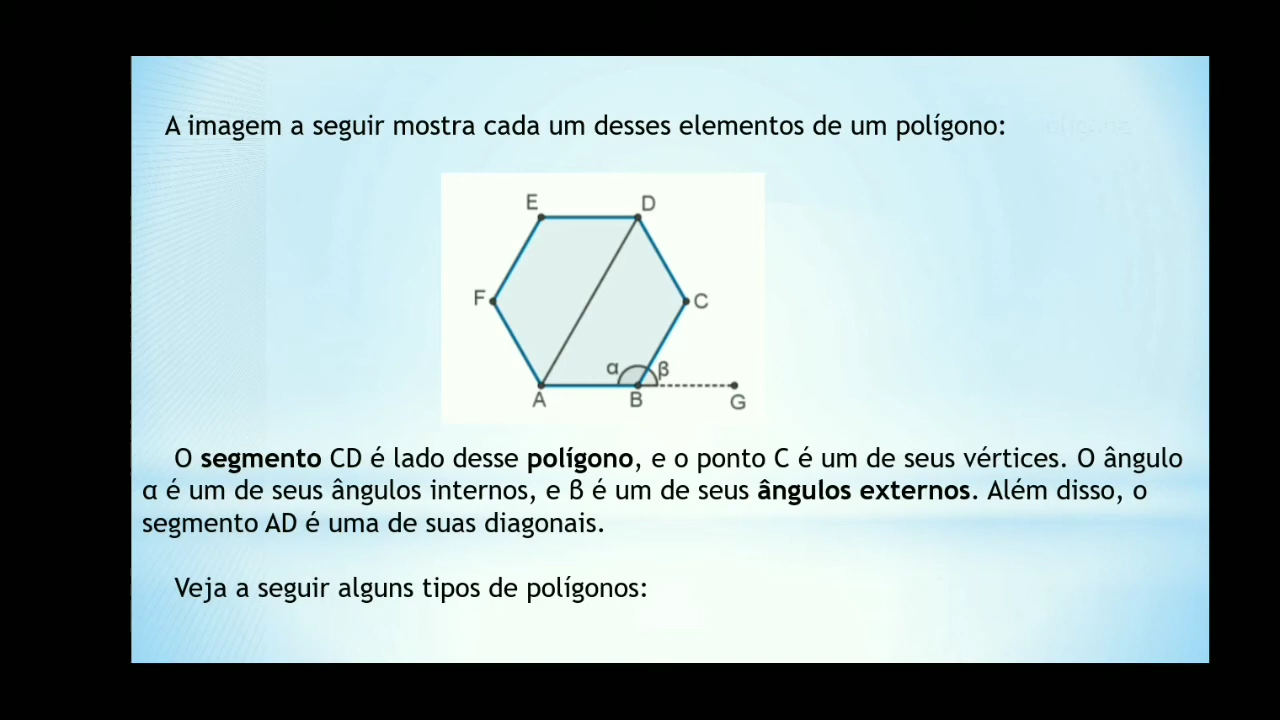 A imagem a seguir mostra cada um desses elementos de um polígono:
E D
F C
α β
A B G
O segmento CD é lado desse polígono, e o ponto C é um de seus vértices. O ângulo
α é um de seus ângulos internos, e β é um de seus ângulos externos. Além disso, o
segmento AD é uma de suas diagonais.
Veja a seguir alguns tipos de polígonos: